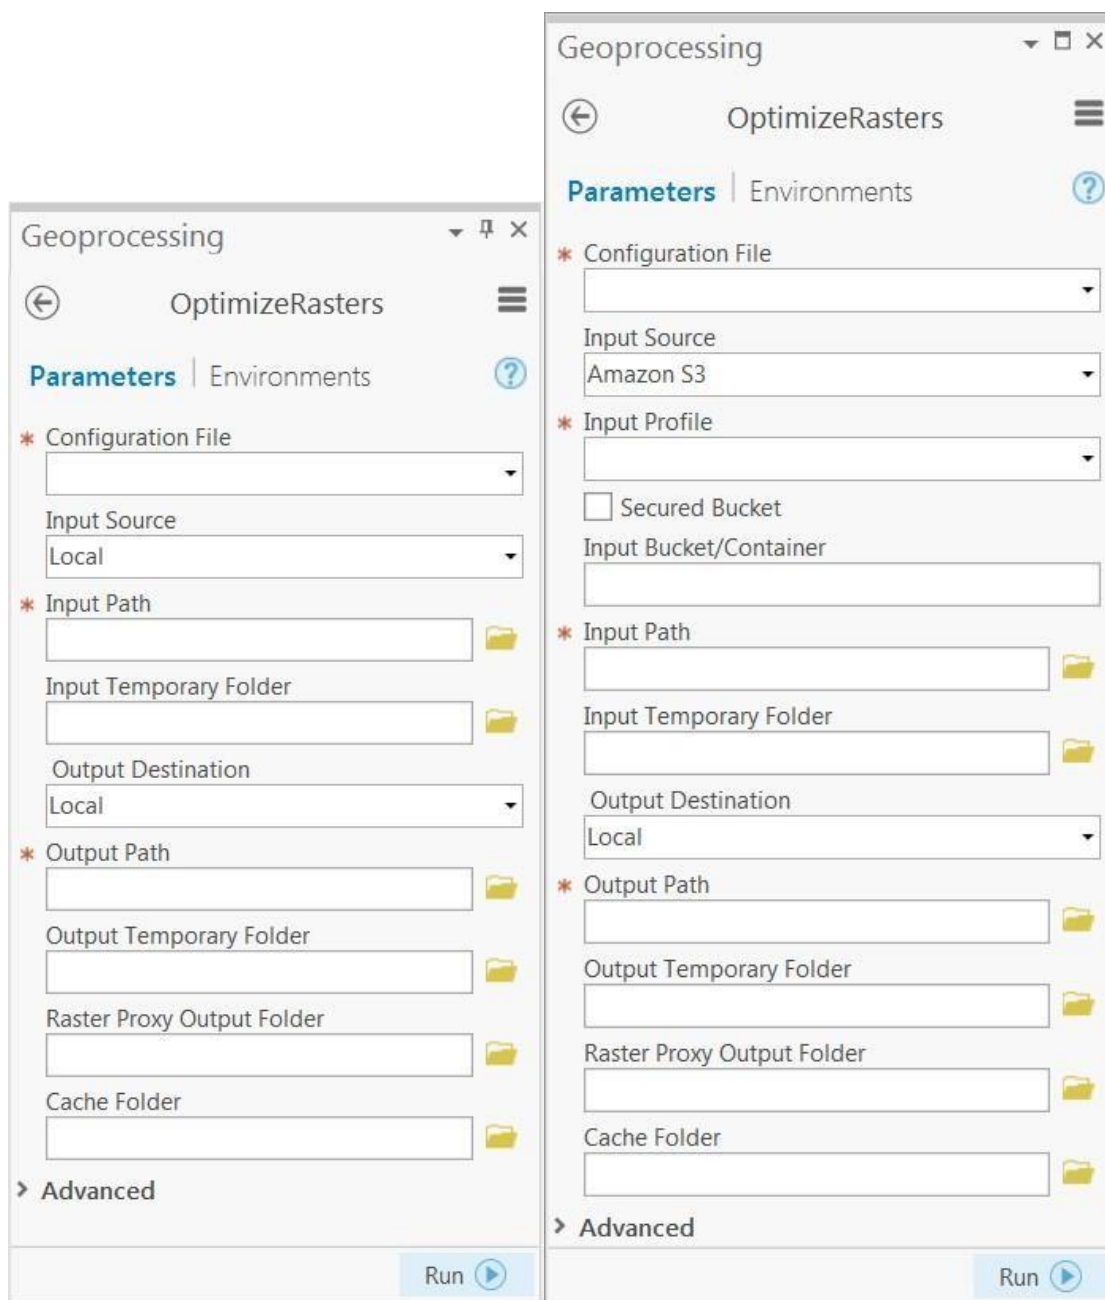 Geoprocessing
OptimizeRasters
Parameters | Environments
?
* Configuration File
Input Source
Local
* Input Path
Input Temporary Folder
Output Destination
Local
* Output Path
Output Temporary Folder
Raster Proxy Output Folder
Cache Folder
> Advanced
Run
Geoprocessing
OptimizeRasters
Parameters | Environments
?
* Configuration File
Input Source
Amazon S3
* Input Profile
Secured Bucket
Input Bucket/Container
* Input Path
Input Temporary Folder
Output Destination
Local
* Output Path
Output Temporary Folder
Raster Proxy Output Folder
Cache Folder
> Advanced
Run